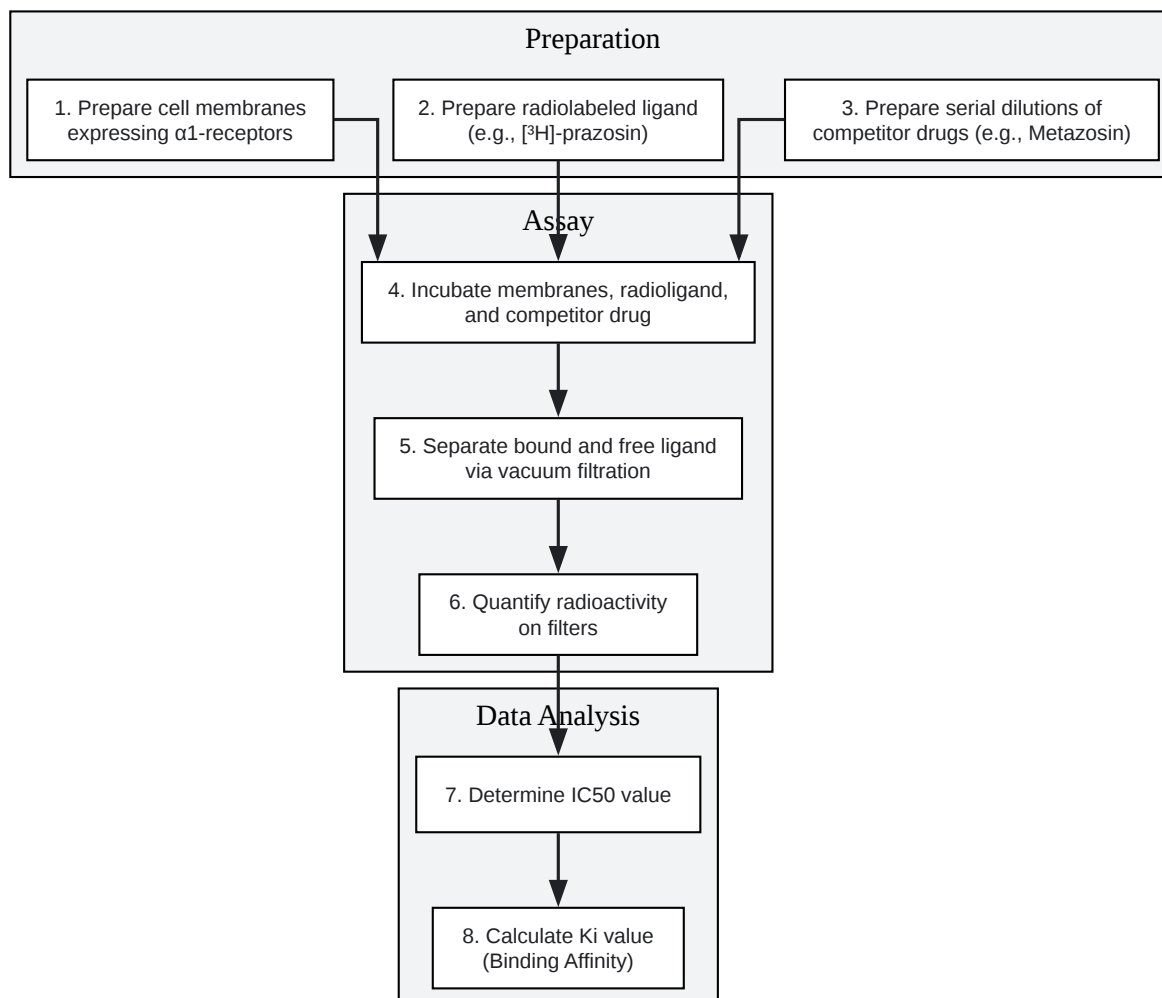 Preparation
1. Prepare cell membranes
expressing α1-receptors
2. Prepare radiolabeled ligand
(e.g., [³H]-prazosin)
3. Prepare serial dilutions of
competitor drugs (e.g., Metazosin)
Assay
4. Incubate membranes, radioligand,
and competitor drug
5. Separate bound and free ligand
via vacuum filtration
6. Quantify radioactivity
on filters
Data Analysis
7. Determine IC50 value
8. Calculate Ki value
(Binding Affinity)